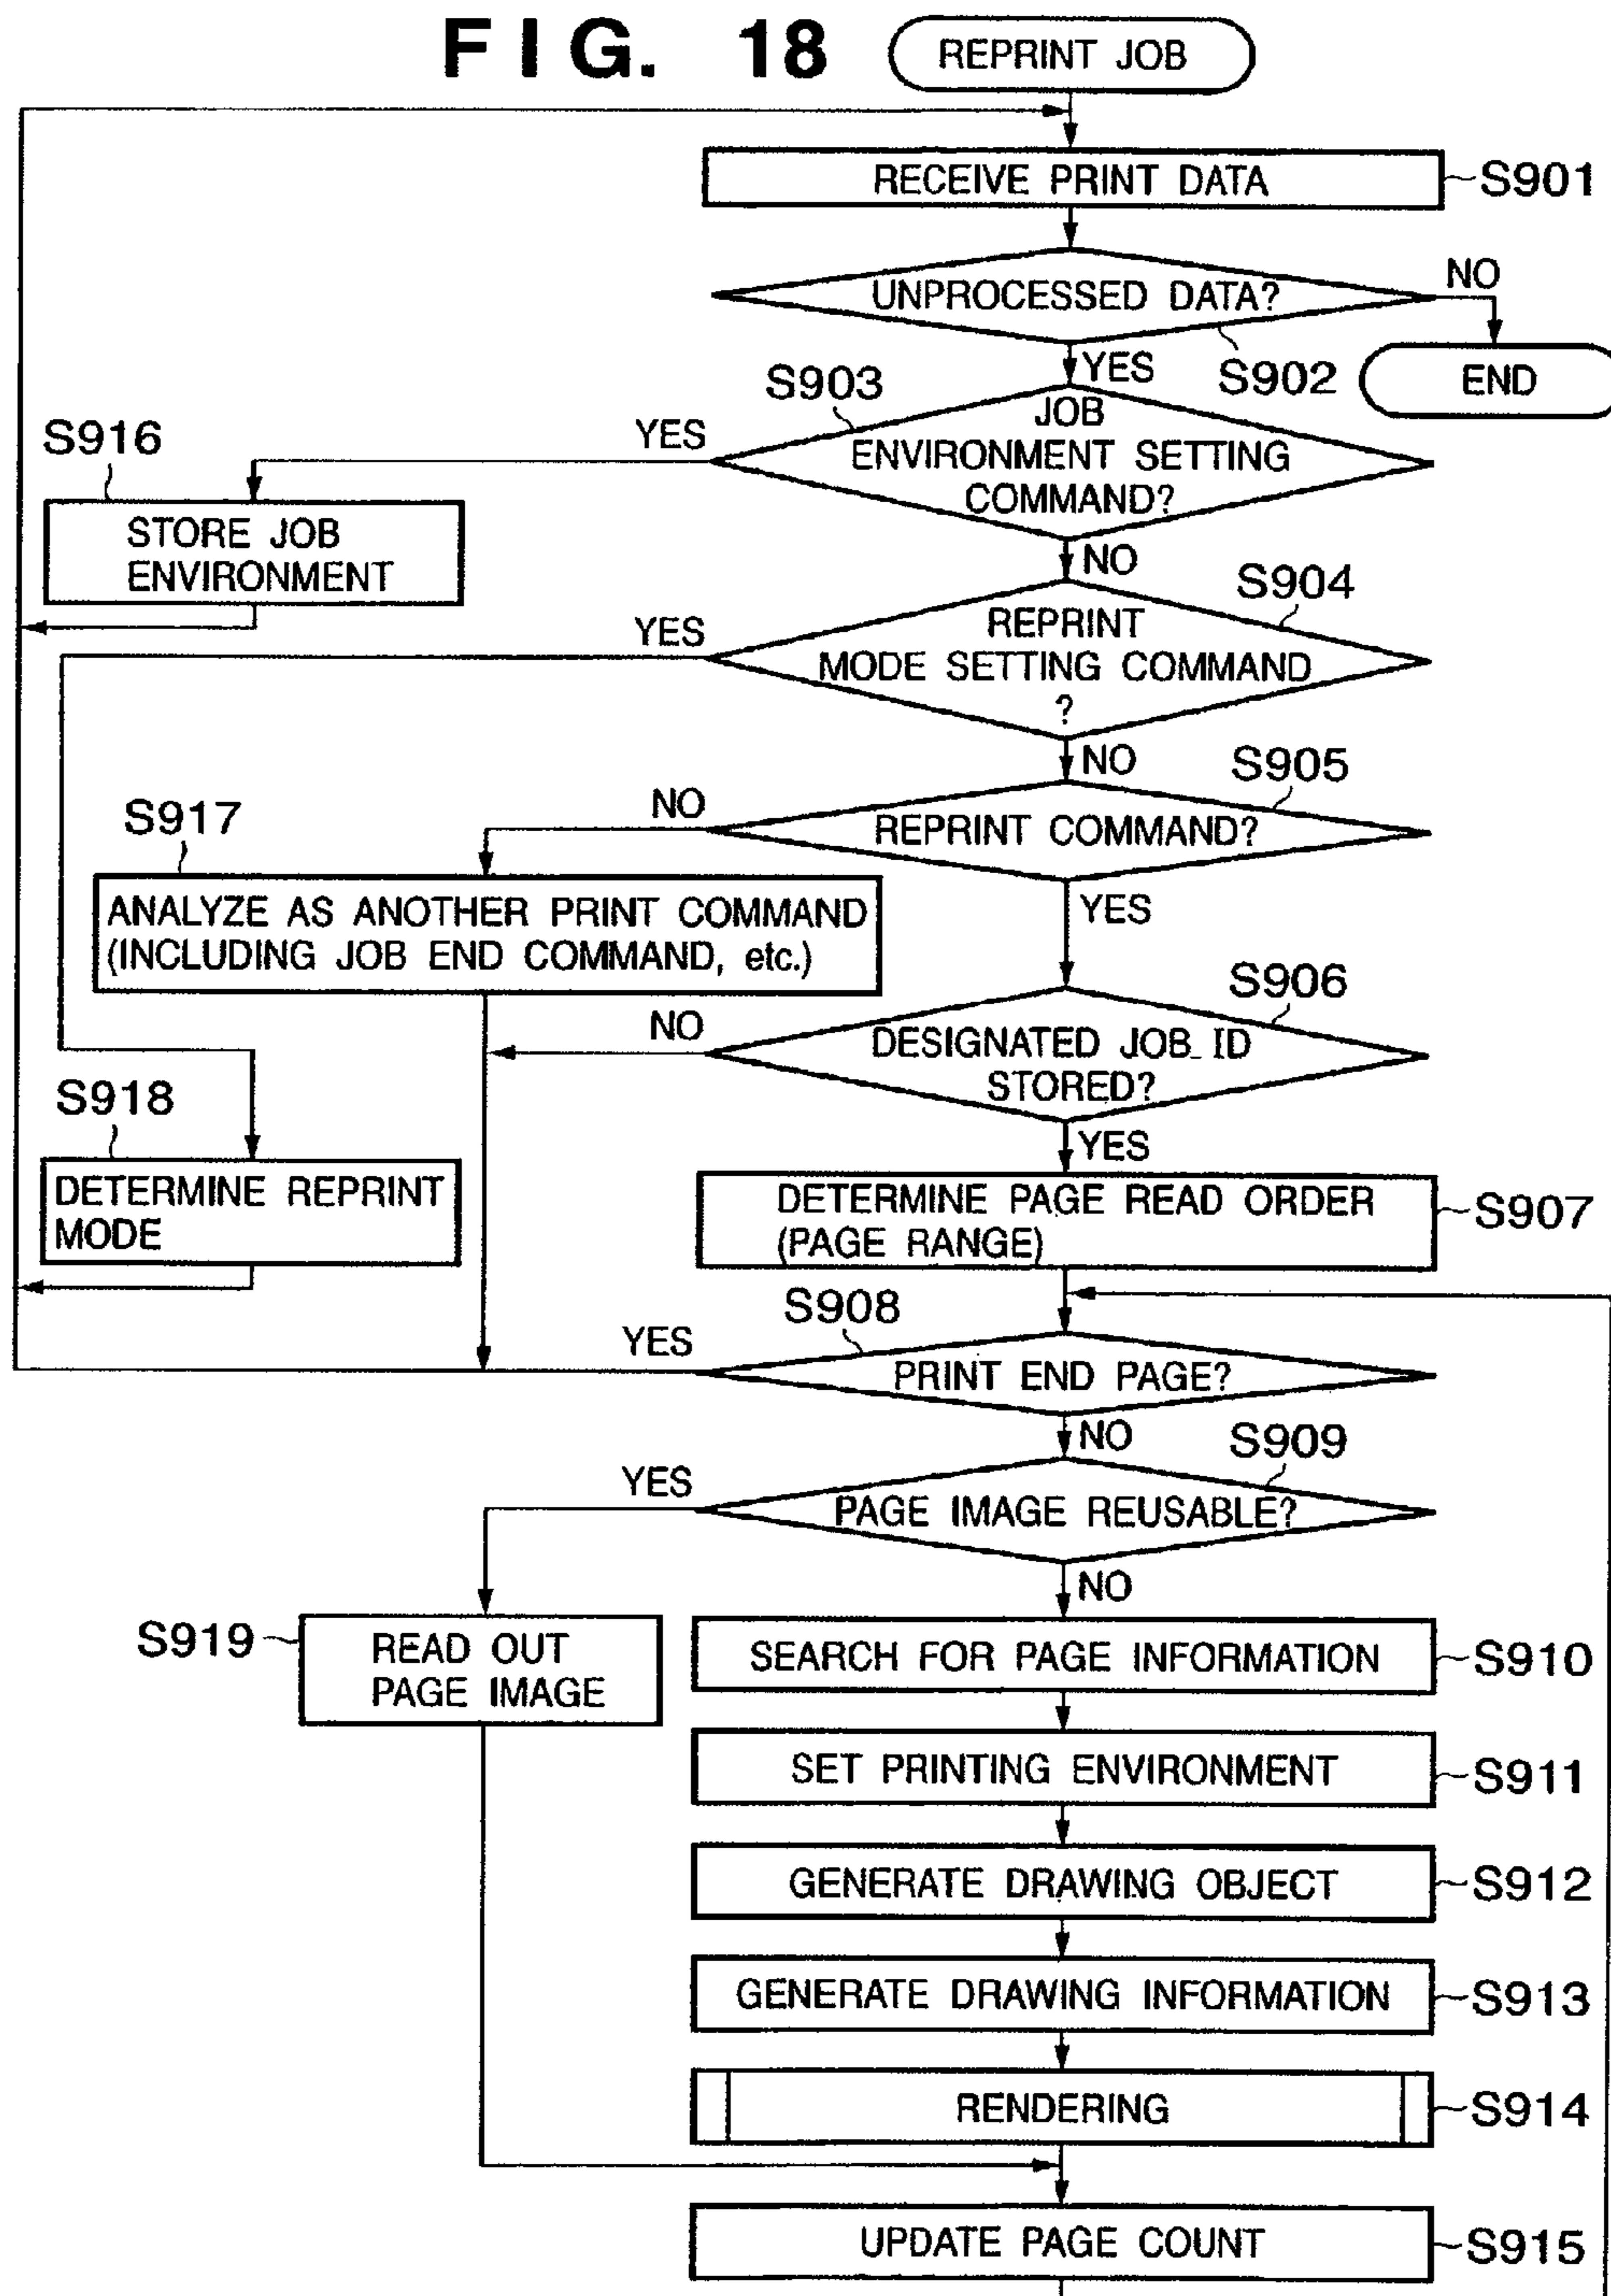 FIG. 18
REPRINT JOB
RECEIVE PRINT DATA
S901
UNPROCESSED DATA?
NO
S902
YES
END
S903
JOB
ENVIRONMENT SETTING
COMMAND?
YES
S916
STORE JOB
ENVIRONMENT
NO
S904
REPRINT
MODE SETTING COMMAND
?
YES
NO
S905
REPRINT COMMAND?
NO
S917
ANALYZE AS ANOTHER PRINT COMMAND
(INCLUDING JOB END COMMAND, etc.)
YES
S906
DESIGNATED JOB_ID
STORED?
NO
S918
DETERMINE REPRINT
MODE
YES
DETERMINE PAGE READ ORDER
(PAGE RANGE)
S907
S908
YES
PRINT END PAGE?
NO
S909
YES
PAGE IMAGE REUSABLE?
NO
S919
READ OUT
PAGE IMAGE
SEARCH FOR PAGE INFORMATION
S910
SET PRINTING ENVIRONMENT
S911
GENERATE DRAWING OBJECT
S912
GENERATE DRAWING INFORMATION
S913
RENDERING
S914
UPDATE PAGE COUNT
S915